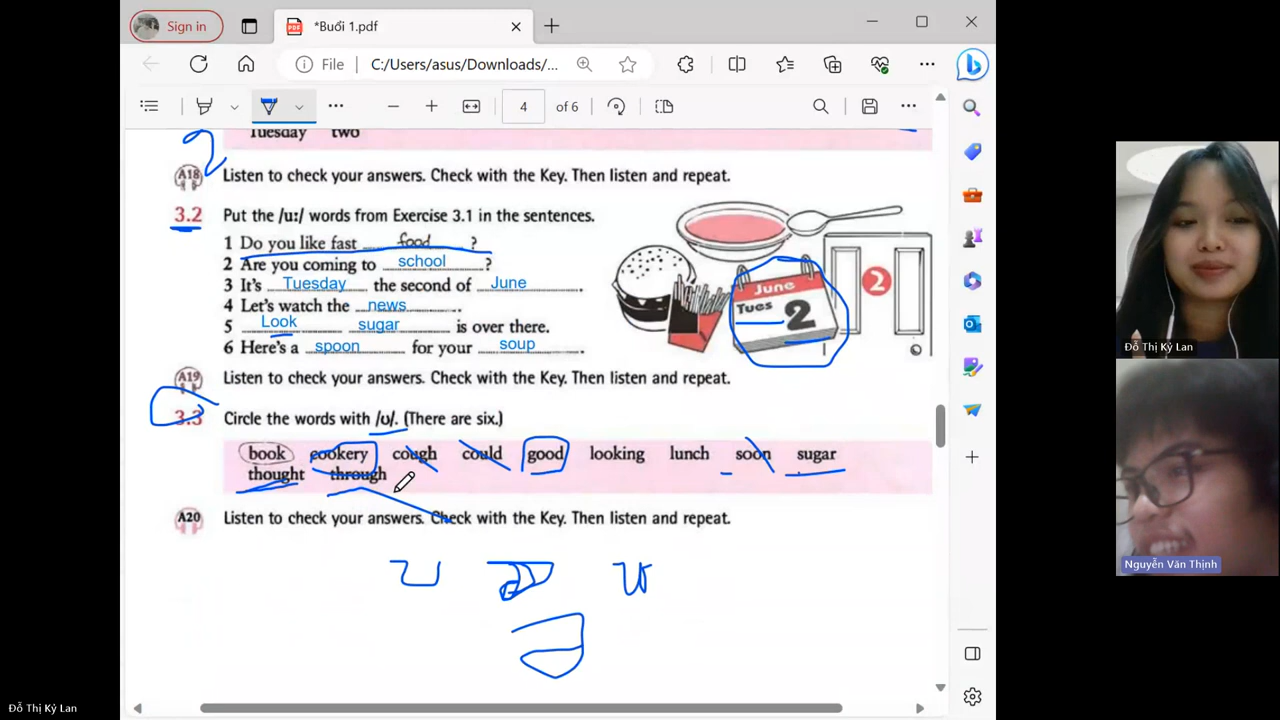 Sign in
*Buổi 1.pdf
File
C:/Users/asus/Downloads/...
4 of 6
Tuesday two
A18 Listen to check your answers. Check with the Key. Then listen and repeat.
3.2 Put the /u:/ words from Exercise 3.1 in the sentences.
1 Do you like fast food ?
2 Are you coming to school ?
3 It's Tuesday the second of June .
4 Let's watch the news .
5 Look sugar is over there.
6 Here's a spoon for your soup .
June
Tues 2
2
A19 Listen to check your answers. Check with the Key. Then listen and repeat.
3.3 Circle the words with /ʊ/. (There are six.)
book cookery cough could good looking lunch soon sugar
thought through
A20 Listen to check your answers. Check with the Key. Then listen and repeat.
Đỗ Thị Kỷ Lan
Nguyễn Văn Thịnh
Đỗ Thị Kỷ Lan